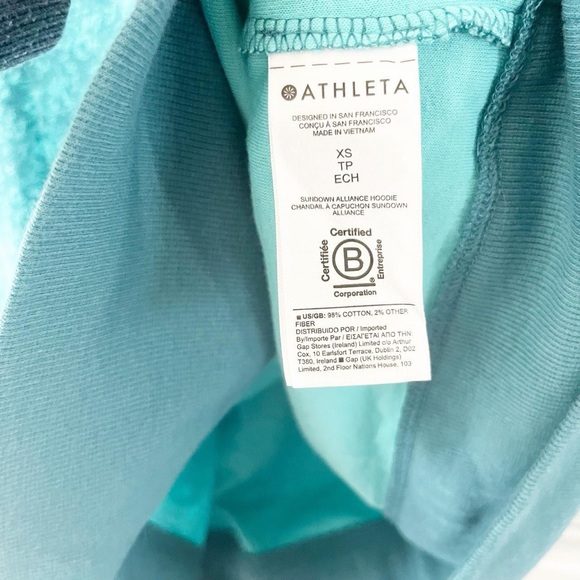 ATHLETA
DESIGNED IN SAN FRANCISCO
CONÇU À SAN FRANCISCO
MADE IN VIETNAM
XS
TP
ECH
SUNDOWN ALLIANCE HOODIE
CHANDAIL À CAPUCHON SUNDOWN
ALLIANCE
Certified
Certifiée
B
Entreprise
Corporation
US/GB: 98% COTTON, 2% OTHER
FIBER
DISTRIBUIDO POR / Imported
By/Importe Par / ΕΙΣΑΓΕΤΑΙ ΑΠΟ ΤΗΝ:
Gap Stores (Ireland) Limited c/o Arthur
Cox, 10 Earlsfort Terrace, Dublin 2, D02
T380, Ireland ■ Gap (UK Holdings)
Limited, 2nd Floor Nations House, 103